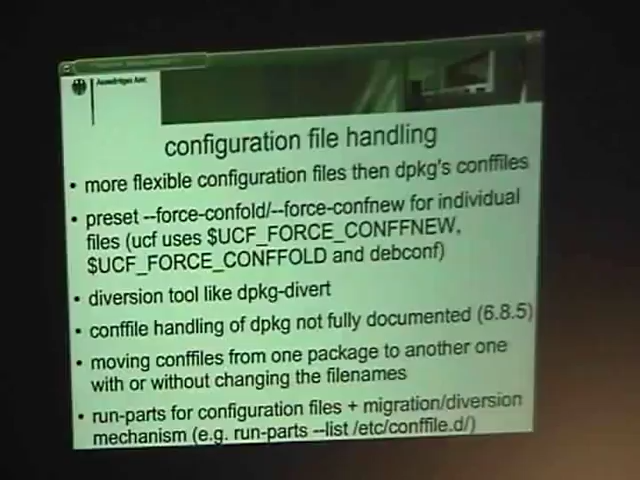 Auswärtiges Amt
configuration file handling
• more flexible configuration files then dpkg's conffiles
• preset --force-confold/--force-confnew for individual
files (ucf uses $UCF_FORCE_CONFFNEW,
$UCF_FORCE_CONFFOLD and debconf)
• diversion tool like dpkg-divert
• conffile handling of dpkg not fully documented (6.8.5)
• moving conffiles from one package to another one
with or without changing the filenames
• run-parts for configuration files + migration/diversion
mechanism (e.g. run-parts --list /etc/conffile.d/)